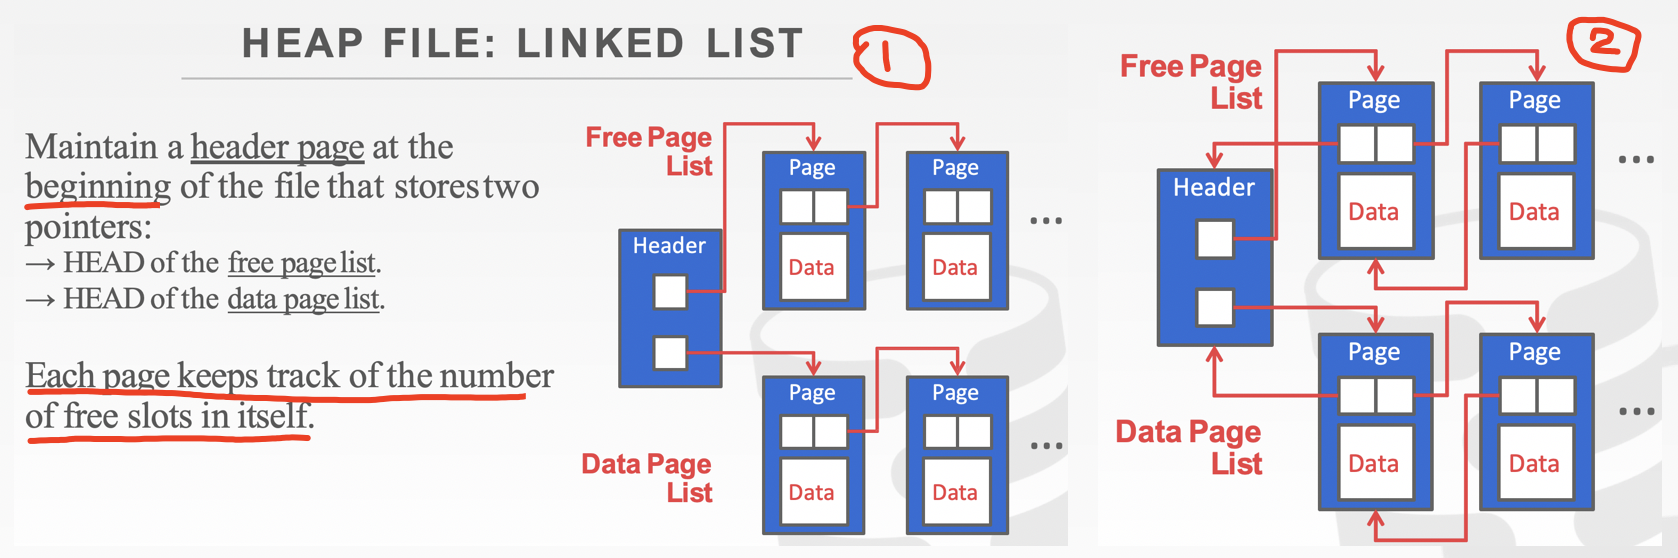 HEAP FILE: LINKED LIST
1
Maintain a header page at the
beginning of the file that stores two
pointers:
→ HEAD of the free page list.
→ HEAD of the data page list.
Each page keeps track of the number
of free slots in itself.
Free Page
List
Page
Page
Header
Data
Data
...
Page
Page
Data Page
List
Data
Data
...
2
Free Page
List
Page
Page
Header
Data
Data
...
Page
Page
Data Page
List
Data
Data
...